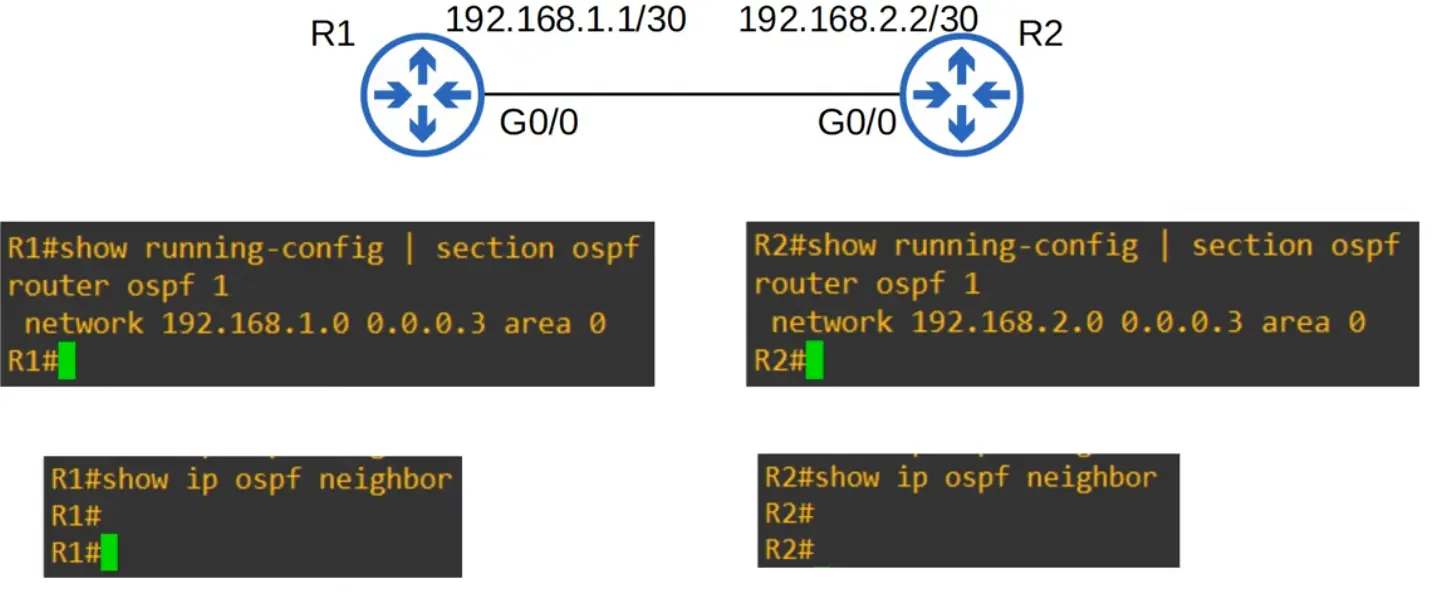 R1
192.168.1.1/30
192.168.2.2/30
R2
G0/0
G0/0
R1#show running-config | section ospf
router ospf 1
 network 192.168.1.0 0.0.0.3 area 0
R1#
R2#show running-config | section ospf
router ospf 1
 network 192.168.2.0 0.0.0.3 area 0
R2#
R1#show ip ospf neighbor
R1#
R1#
R2#show ip ospf neighbor
R2#
R2#